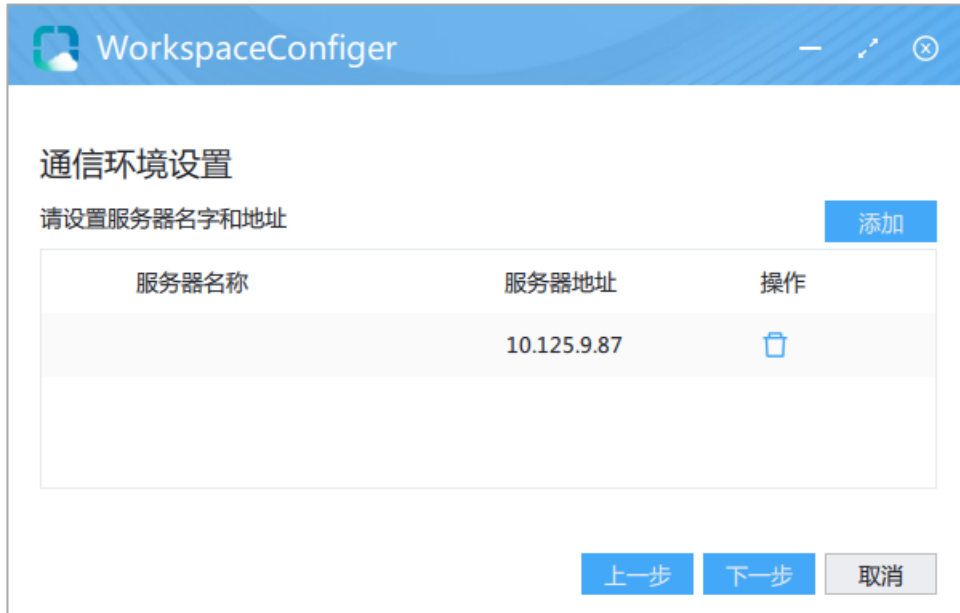 WorkspaceConfiger
通信环境设置
请设置服务器名字和地址
添加
服务器名称 服务器地址 操作
10.125.9.87
上一步 下一步 取消